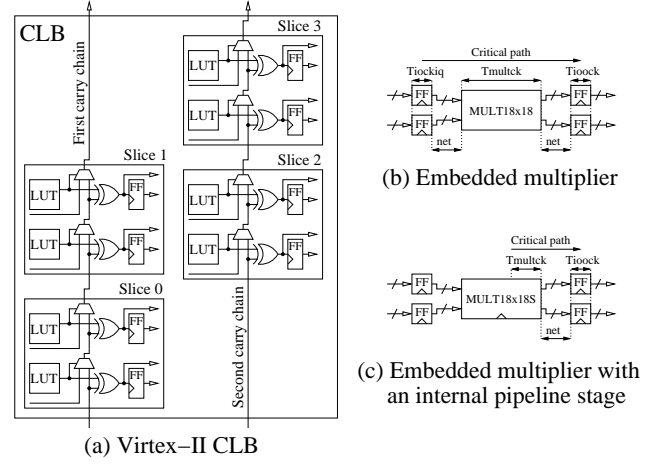 CLB
First carry chain
Second carry chain
Slice 3
LUT
FF
LUT
FF
Slice 2
LUT
FF
LUT
FF
Slice 1
LUT
FF
LUT
FF
Slice 0
LUT
FF
LUT
FF
(a) Virtex−II CLB
Critical path
Tiockiq
Tmultck
Tioock
FF
FF
MULT18x18
FF
FF
net
net
(b) Embedded multiplier
Critical path
Tmultck
Tioock
FF
FF
MULT18x18S
FF
FF
net
(c) Embedded multiplier with
an internal pipeline stage